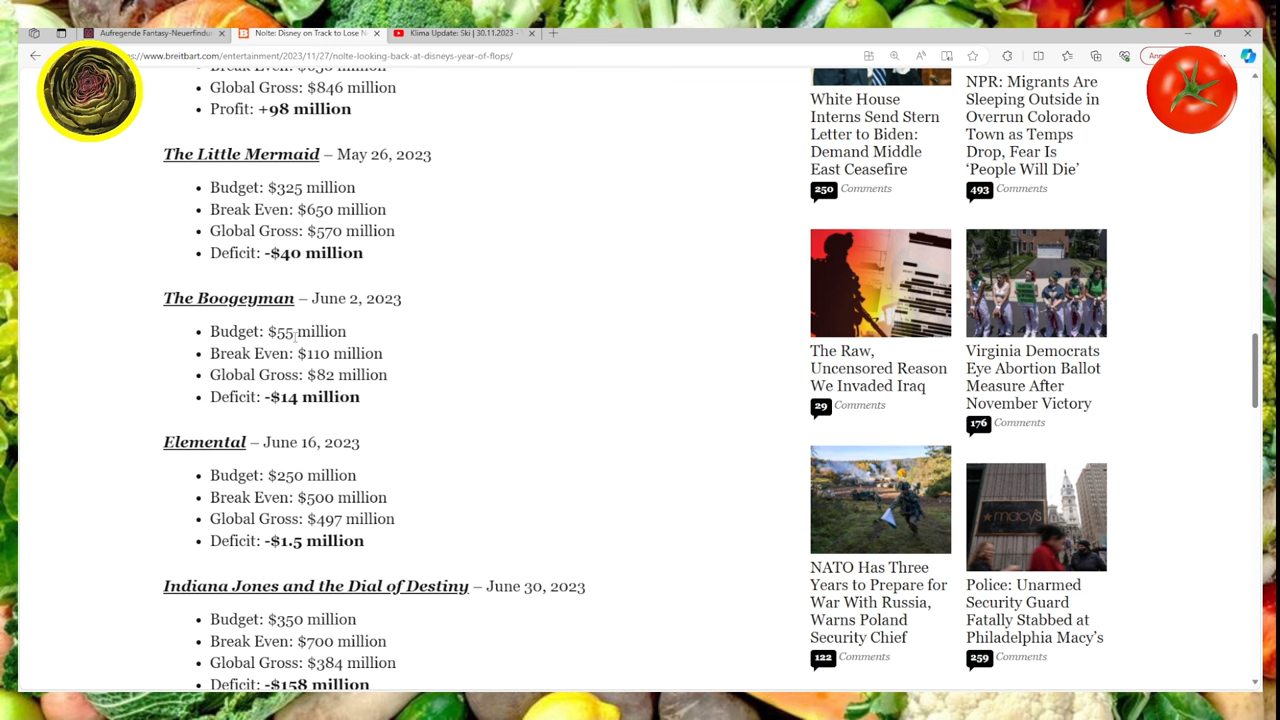 Aufregende Fantasy-Neuerfindu
Nolte: Disney on Track to Lose N
Klima Update: Ski | 30.11.2023 -
https://www.breitbart.com/entertainment/2023/11/27/nolte-looking-back-at-disneys-year-of-flops/
Break Even: $650 million
Global Gross: $846 million
Profit: +98 million
The Little Mermaid – May 26, 2023
Budget: $325 million
Break Even: $650 million
Global Gross: $570 million
Deficit: -$40 million
The Boogeyman – June 2, 2023
Budget: $55 million
Break Even: $110 million
Global Gross: $82 million
Deficit: -$14 million
Elemental – June 16, 2023
Budget: $250 million
Break Even: $500 million
Global Gross: $497 million
Deficit: -$1.5 million
Indiana Jones and the Dial of Destiny – June 30, 2023
Budget: $350 million
Break Even: $700 million
Global Gross: $384 million
Deficit: -$158 million
White House
Interns Send Stern
Letter to Biden:
Demand Middle
East Ceasefire
250 Comments
NPR: Migrants Are
Sleeping Outside in
Overrun Colorado
Town as Temps
Drop, Fear Is
‘People Will Die’
493 Comments
The Raw,
Uncensored Reason
We Invaded Iraq
29 Comments
Virginia Democrats
Eye Abortion Ballot
Measure After
November Victory
176 Comments
NATO Has Three
Years to Prepare for
War With Russia,
Warns Poland
Security Chief
122 Comments
macy's
Police: Unarmed
Security Guard
Fatally Stabbed at
Philadelphia Macy’s
259 Comments